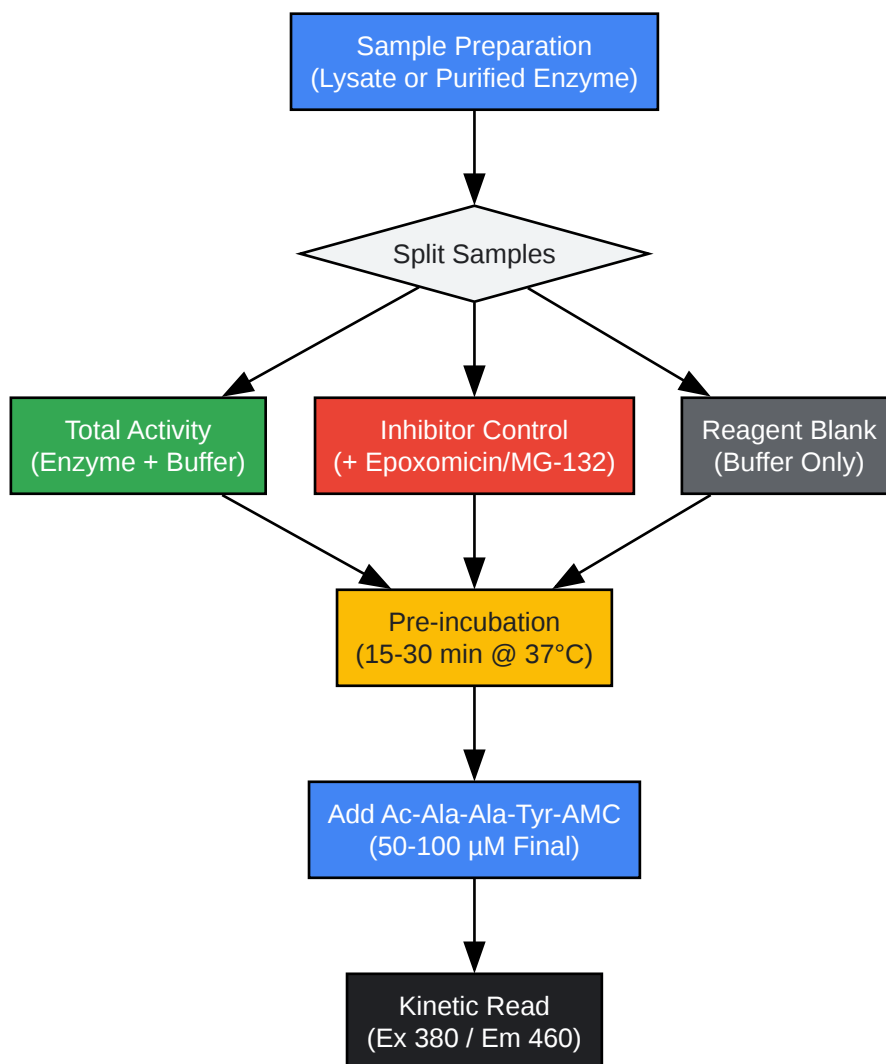 Sample Preparation
(Lysate or Purified Enzyme)
Split Samples
Total Activity
(Enzyme + Buffer)
Inhibitor Control
(+ Epoxomicin/MG-132)
Reagent Blank
(Buffer Only)
Pre-incubation
(15-30 min @ 37°C)
Add Ac-Ala-Ala-Tyr-AMC
(50-100 µM Final)
Kinetic Read
(Ex 380 / Em 460)